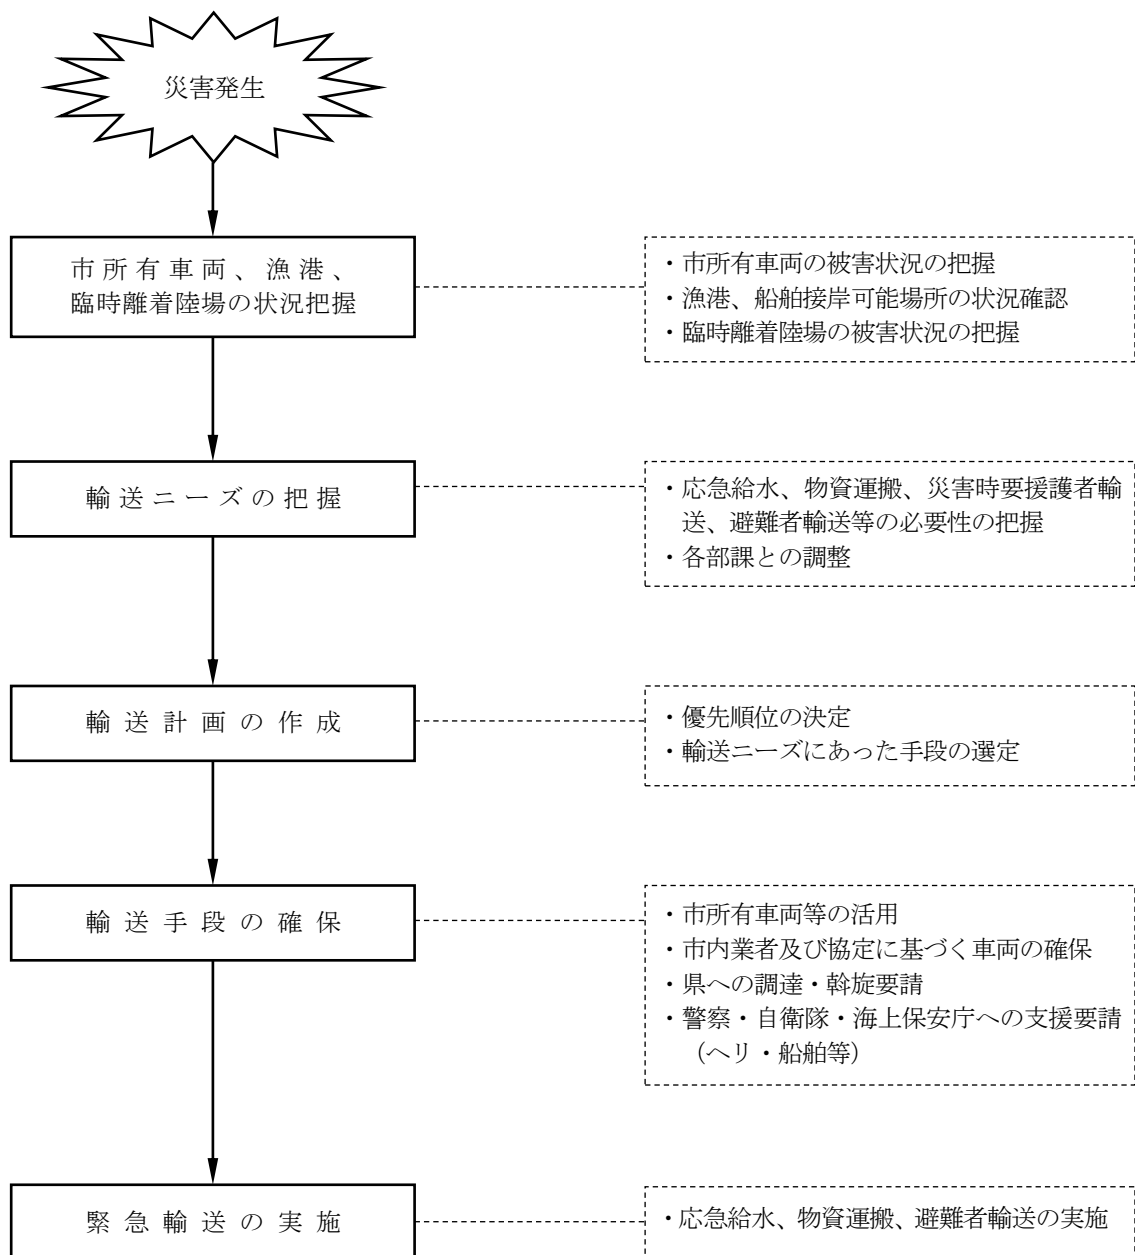 災害発生
市所有車両、漁港、
臨時離着陸場の状況把握
・市所有車両の被害状況の把握
・漁港、船舶接岸可能場所の状況確認
・臨時離着陸場の被害状況の把握
輸送ニーズの把握
・応急給水、物資運搬、災害時要援護者輸
送、避難者輸送等の必要性の把握
・各部課との調整
輸送計画の作成
・優先順位の決定
・輸送ニーズにあった手段の選定
輸送手段の確保
・市所有車両等の活用
・市内業者及び協定に基づく車両の確保
・県への調達・斡旋要請
・警察・自衛隊・海上保安庁への支援要請
（ヘリ・船舶等）
緊急輸送の実施
・応急給水、物資運搬、避難者輸送の実施